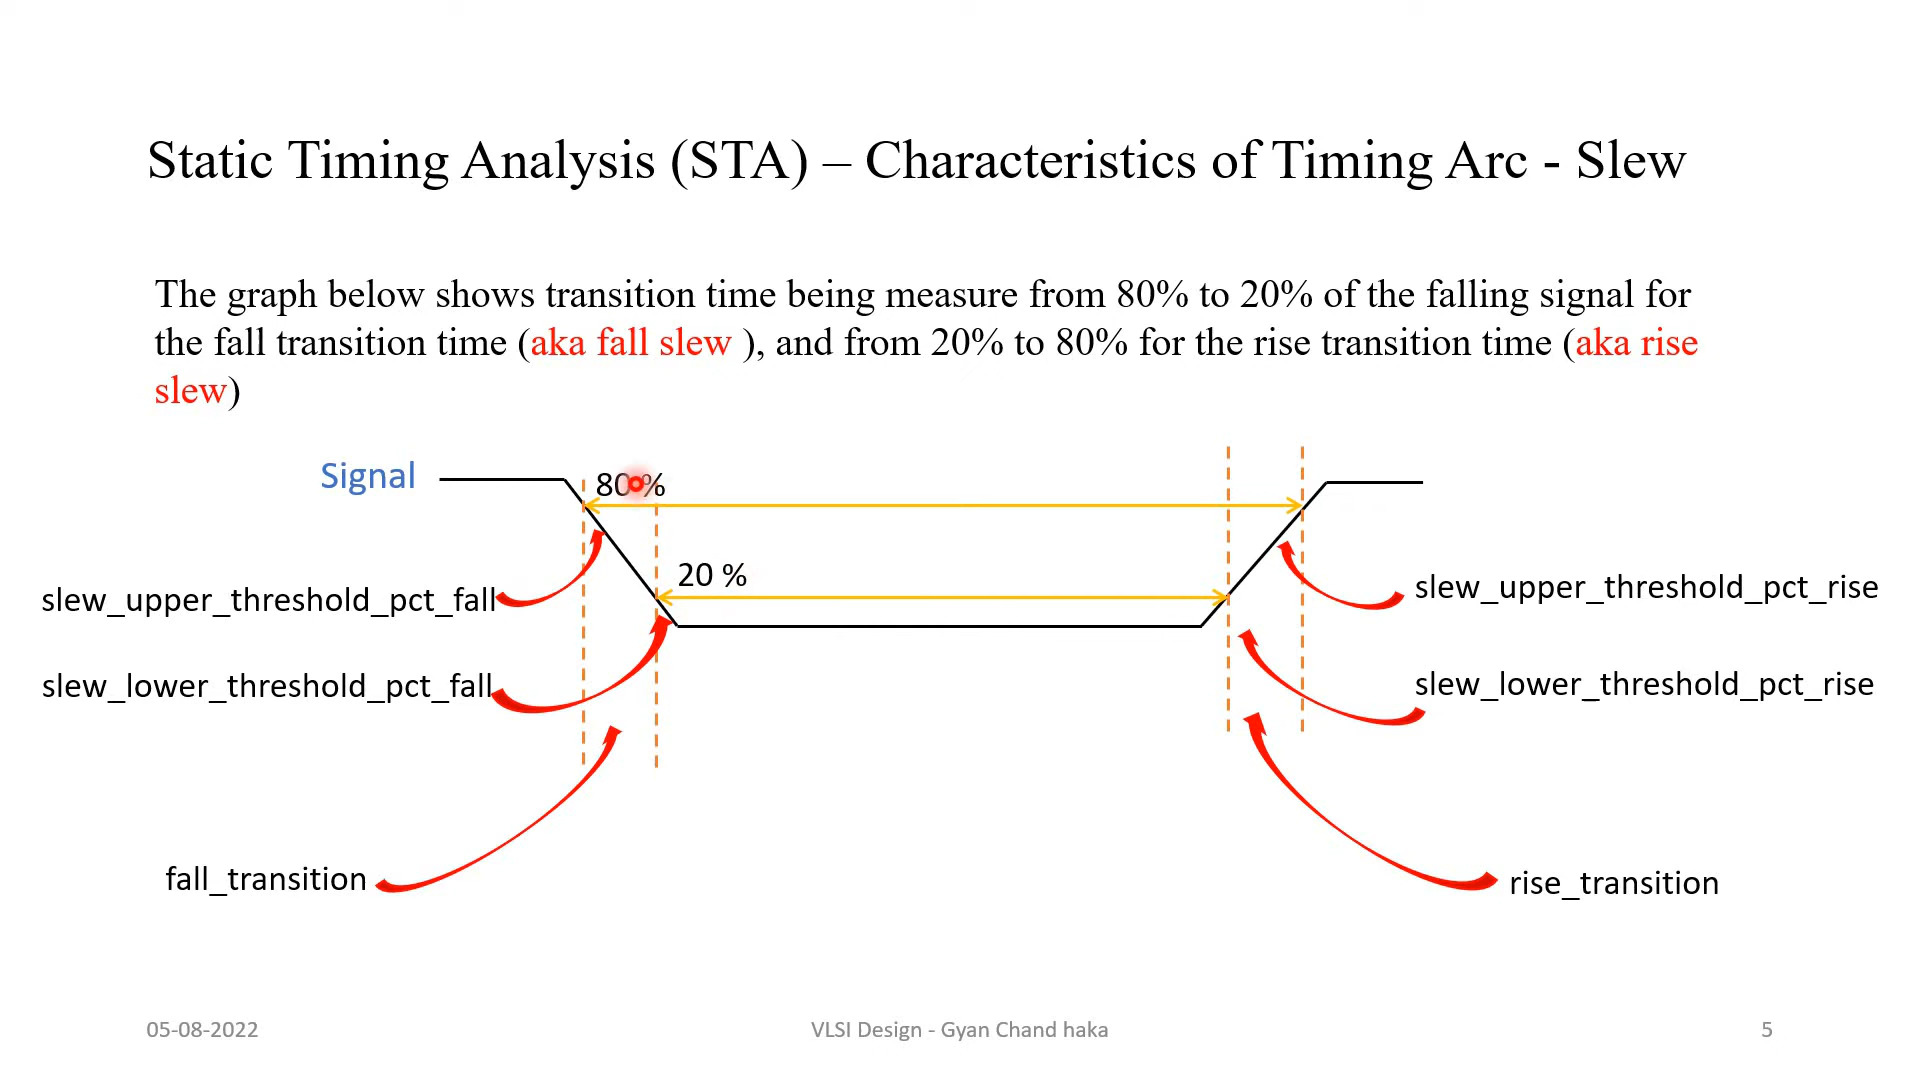 Static Timing Analysis (STA) – Characteristics of Timing Arc - Slew
The graph below shows transition time being measure from 80% to 20% of the falling signal for
the fall transition time (aka fall slew ), and from 20% to 80% for the rise transition time (aka rise
slew)
Signal
80 %
20 %
slew_upper_threshold_pct_fall
slew_upper_threshold_pct_rise
slew_lower_threshold_pct_fall
slew_lower_threshold_pct_rise
fall_transition
rise_transition
05-08-2022
VLSI Design - Gyan Chand haka
5